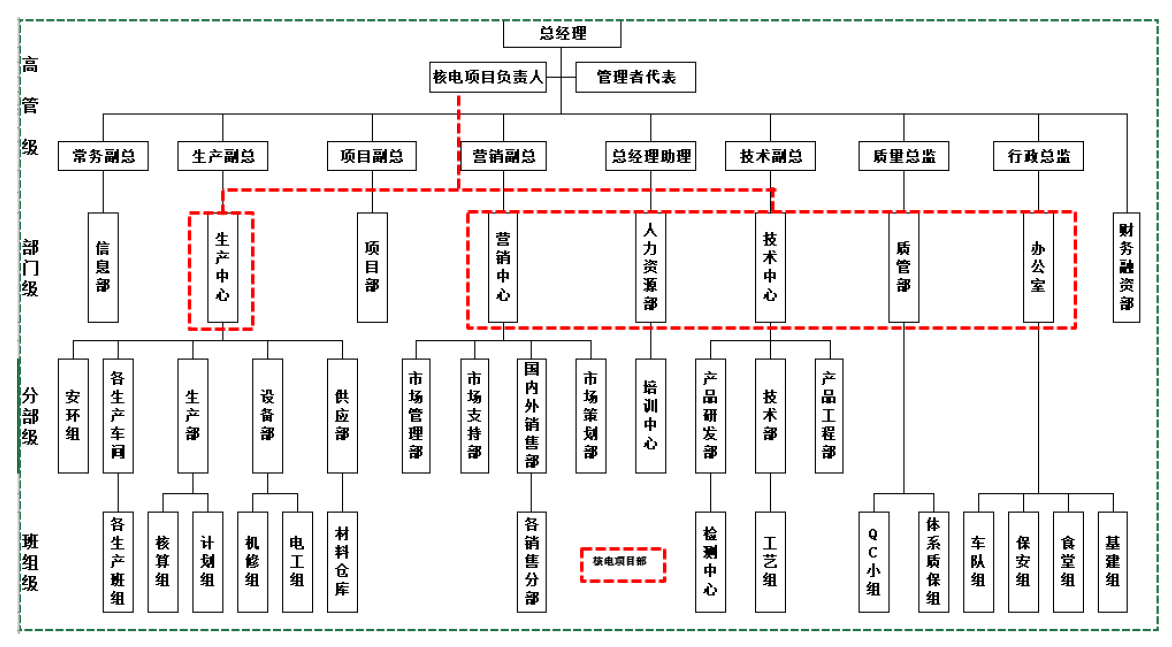 总经理
高管级
核电项目负责人
管理者代表
常务副总
生产副总
项目副总
营销副总
总经理助理
技术副总
质量总监
行政总监
部门级
信息部
生产中心
项目部
营销中心
人力资源部
技术中心
质管部
办公室
财务融资部
分部级
安环组
各生产车间
生产部
设备部
供应部
市场管理部
市场支持部
国内外销售部
市场策划部
培训中心
产品研发部
技术部
产品工程部
班组级
各生产班组
核算组
计划组
机修组
电工组
材料仓库
各销售分部
核电项目部
检测中心
工艺组
QC小组
体系质保组
车队组
保安组
食堂组
基建组